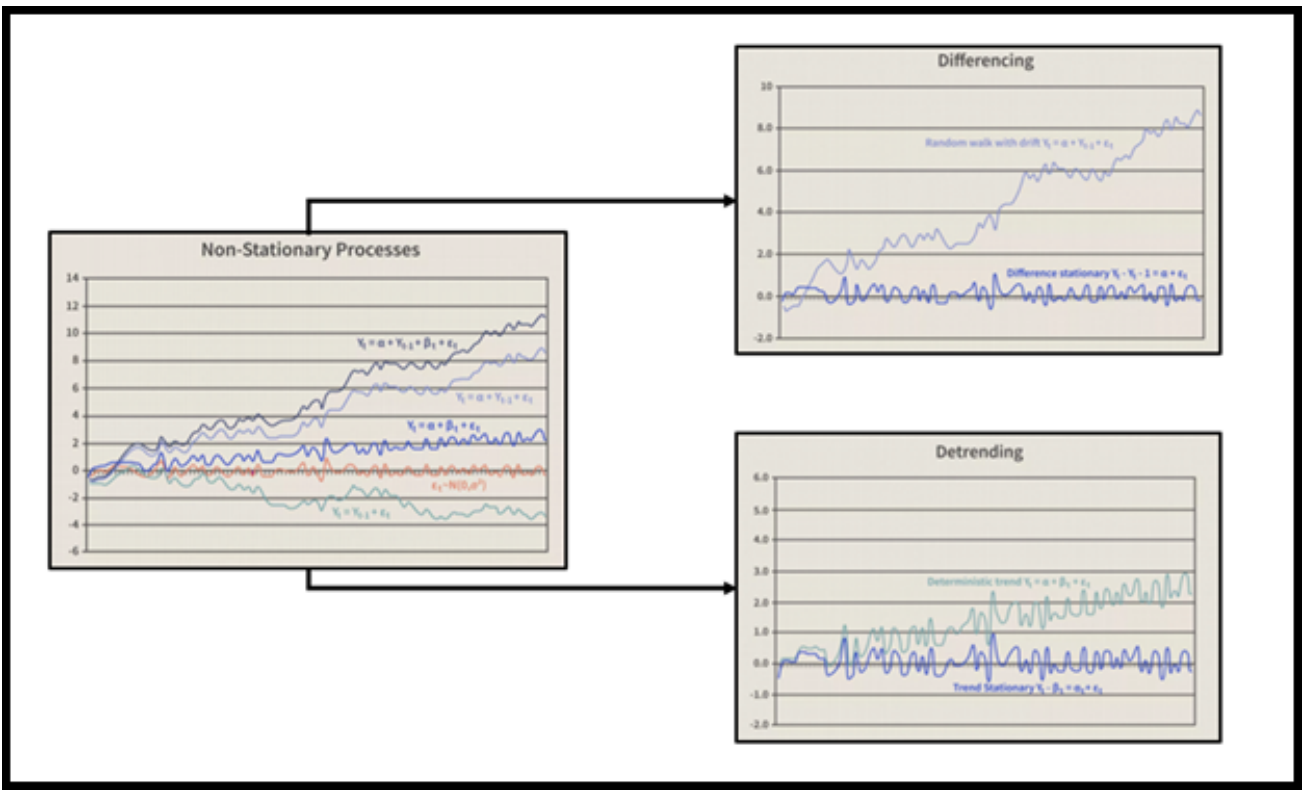 Non-Stationary Processes
14
12
10
8
6
4
2
0
-2
-4
-6
Yₜ = α + Yₜ₋₁ + βₜ + εₜ
Yₜ = α + Yₜ₋₁ + εₜ
Yₜ = α + βₜ + εₜ
εₜ~N(0,σ²)
Yₜ = Yₜ₋₁ + εₜ
Differencing
10
8.0
6.0
4.0
2.0
0.0
-2.0
Random walk with drift Yₜ = α + Yₜ₋₁ + εₜ
Difference stationary Yₜ - Yₜ - 1 = α + εₜ
Detrending
6.0
5.0
4.0
3.0
2.0
1.0
0.0
-1.0
-2.0
Deterministic trend Yₜ = α + βₜ + εₜ
Trend Stationary Yₜ - βₜ = αₜ + εₜ